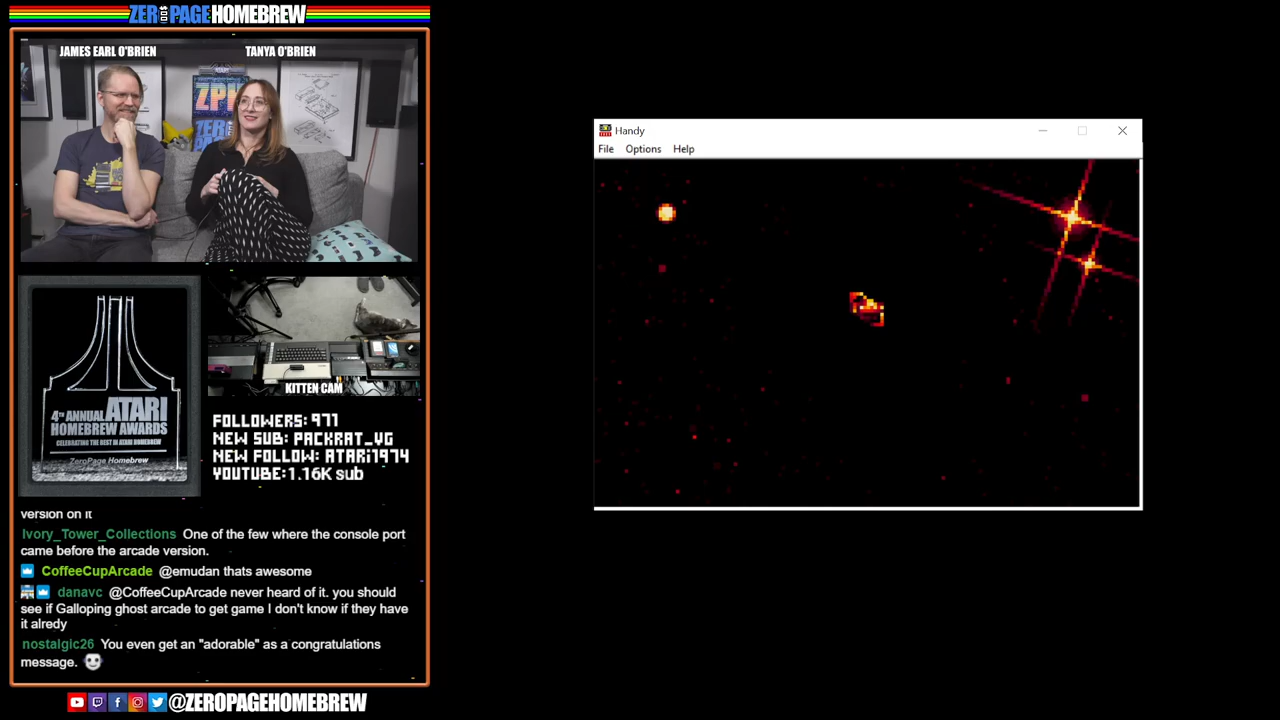 ZEROPAGE HOMEBREW
JAMES EARL O'BRIEN
TANYA O'BRIEN
ZPH
KITTEN CAM
4TH ANNUAL ATARI
HOMEBREW AWARDS
CELEBRATING THE BEST IN ATARI HOMEBREW
ZeroPage Homebrew
FOLLOWERS: 971
NEW SUB: PACKRAT_VG
NEW FOLLOW: ATARI1974
YOUTUBE:1.16K sub
version on it
Ivory_Tower_Collections One of the few where the console port
came before the arcade version.
CoffeeCupArcade @emudan thats awesome
danavc @CoffeeCupArcade never heard of it. you should
see if Galloping ghost arcade to get game I don't know if they have
it alredy
nostalgic26 You even get an "adorable" as a congratulations
message.
@ZEROPAGEHOMEBREW
Handy
File Options Help